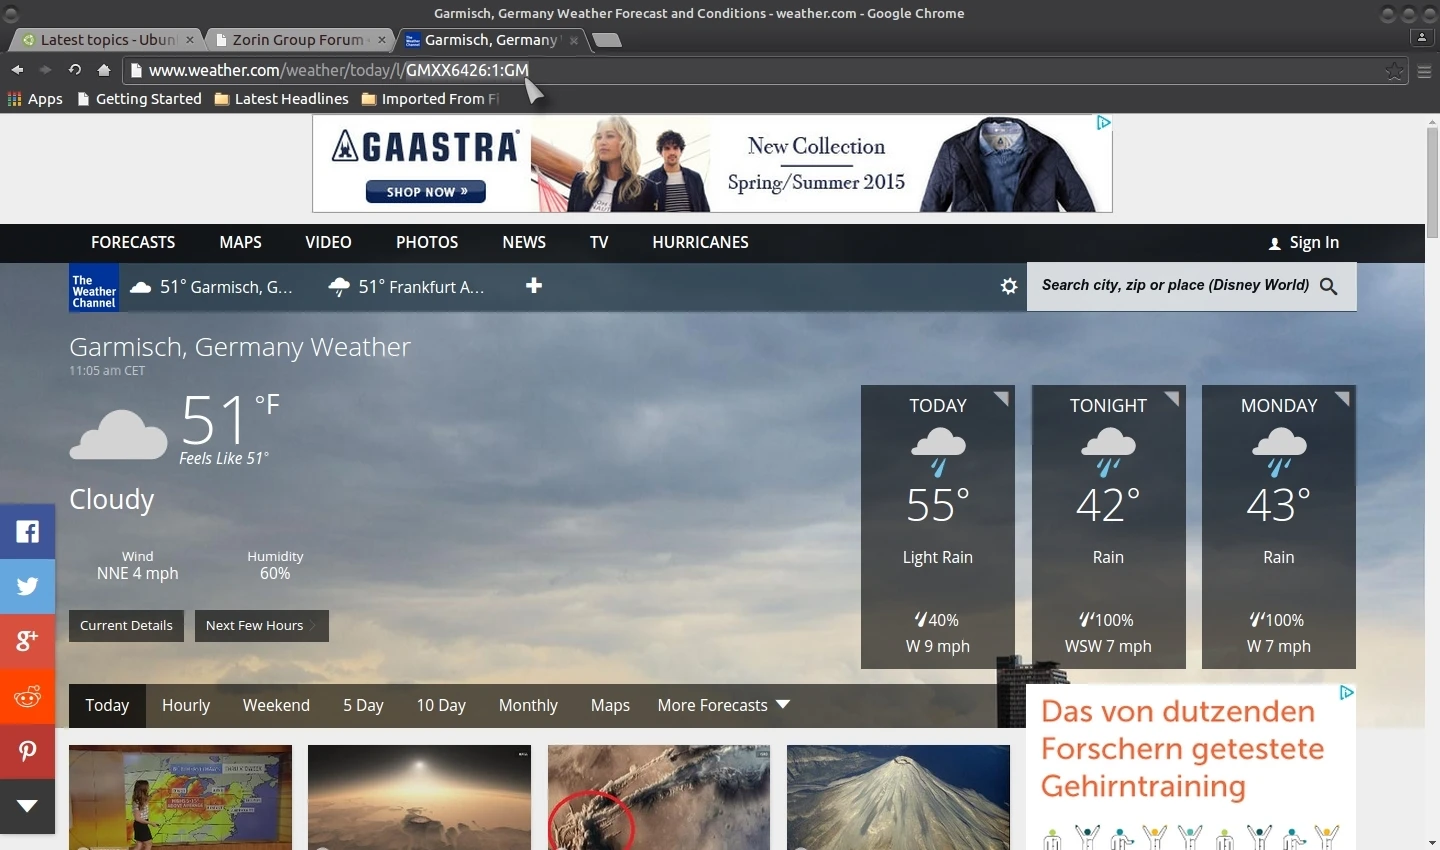 Garmisch, Germany Weather Forecast and Conditions - weather.com - Google Chrome
Latest topics - Ubun
Zorin Group Forum
Garmisch, Germany
www.weather.com/weather/today/l/GMXX6426:1:GM
Apps
Getting Started
Latest Headlines
Imported From Fi
GAASTRA
SHOP NOW »
New Collection
Spring/Summer 2015
FORECASTS
MAPS
VIDEO
PHOTOS
NEWS
TV
HURRICANES
Sign In
The
Weather
Channel
51° Garmisch, G...
51° Frankfurt A...
Search city, zip or place (Disney World)
Garmisch, Germany Weather
11:05 am CET
51 °F
Feels Like 51°
Cloudy
Wind
NNE 4 mph
Humidity
60%
Current Details
Next Few Hours
TODAY
55°
Light Rain
40%
W 9 mph
TONIGHT
42°
Rain
100%
WSW 7 mph
MONDAY
43°
Rain
100%
W 7 mph
Today
Hourly
Weekend
5 Day
10 Day
Monthly
Maps
More Forecasts
Das von dutzenden
Forschern getestete
Gehirntraining